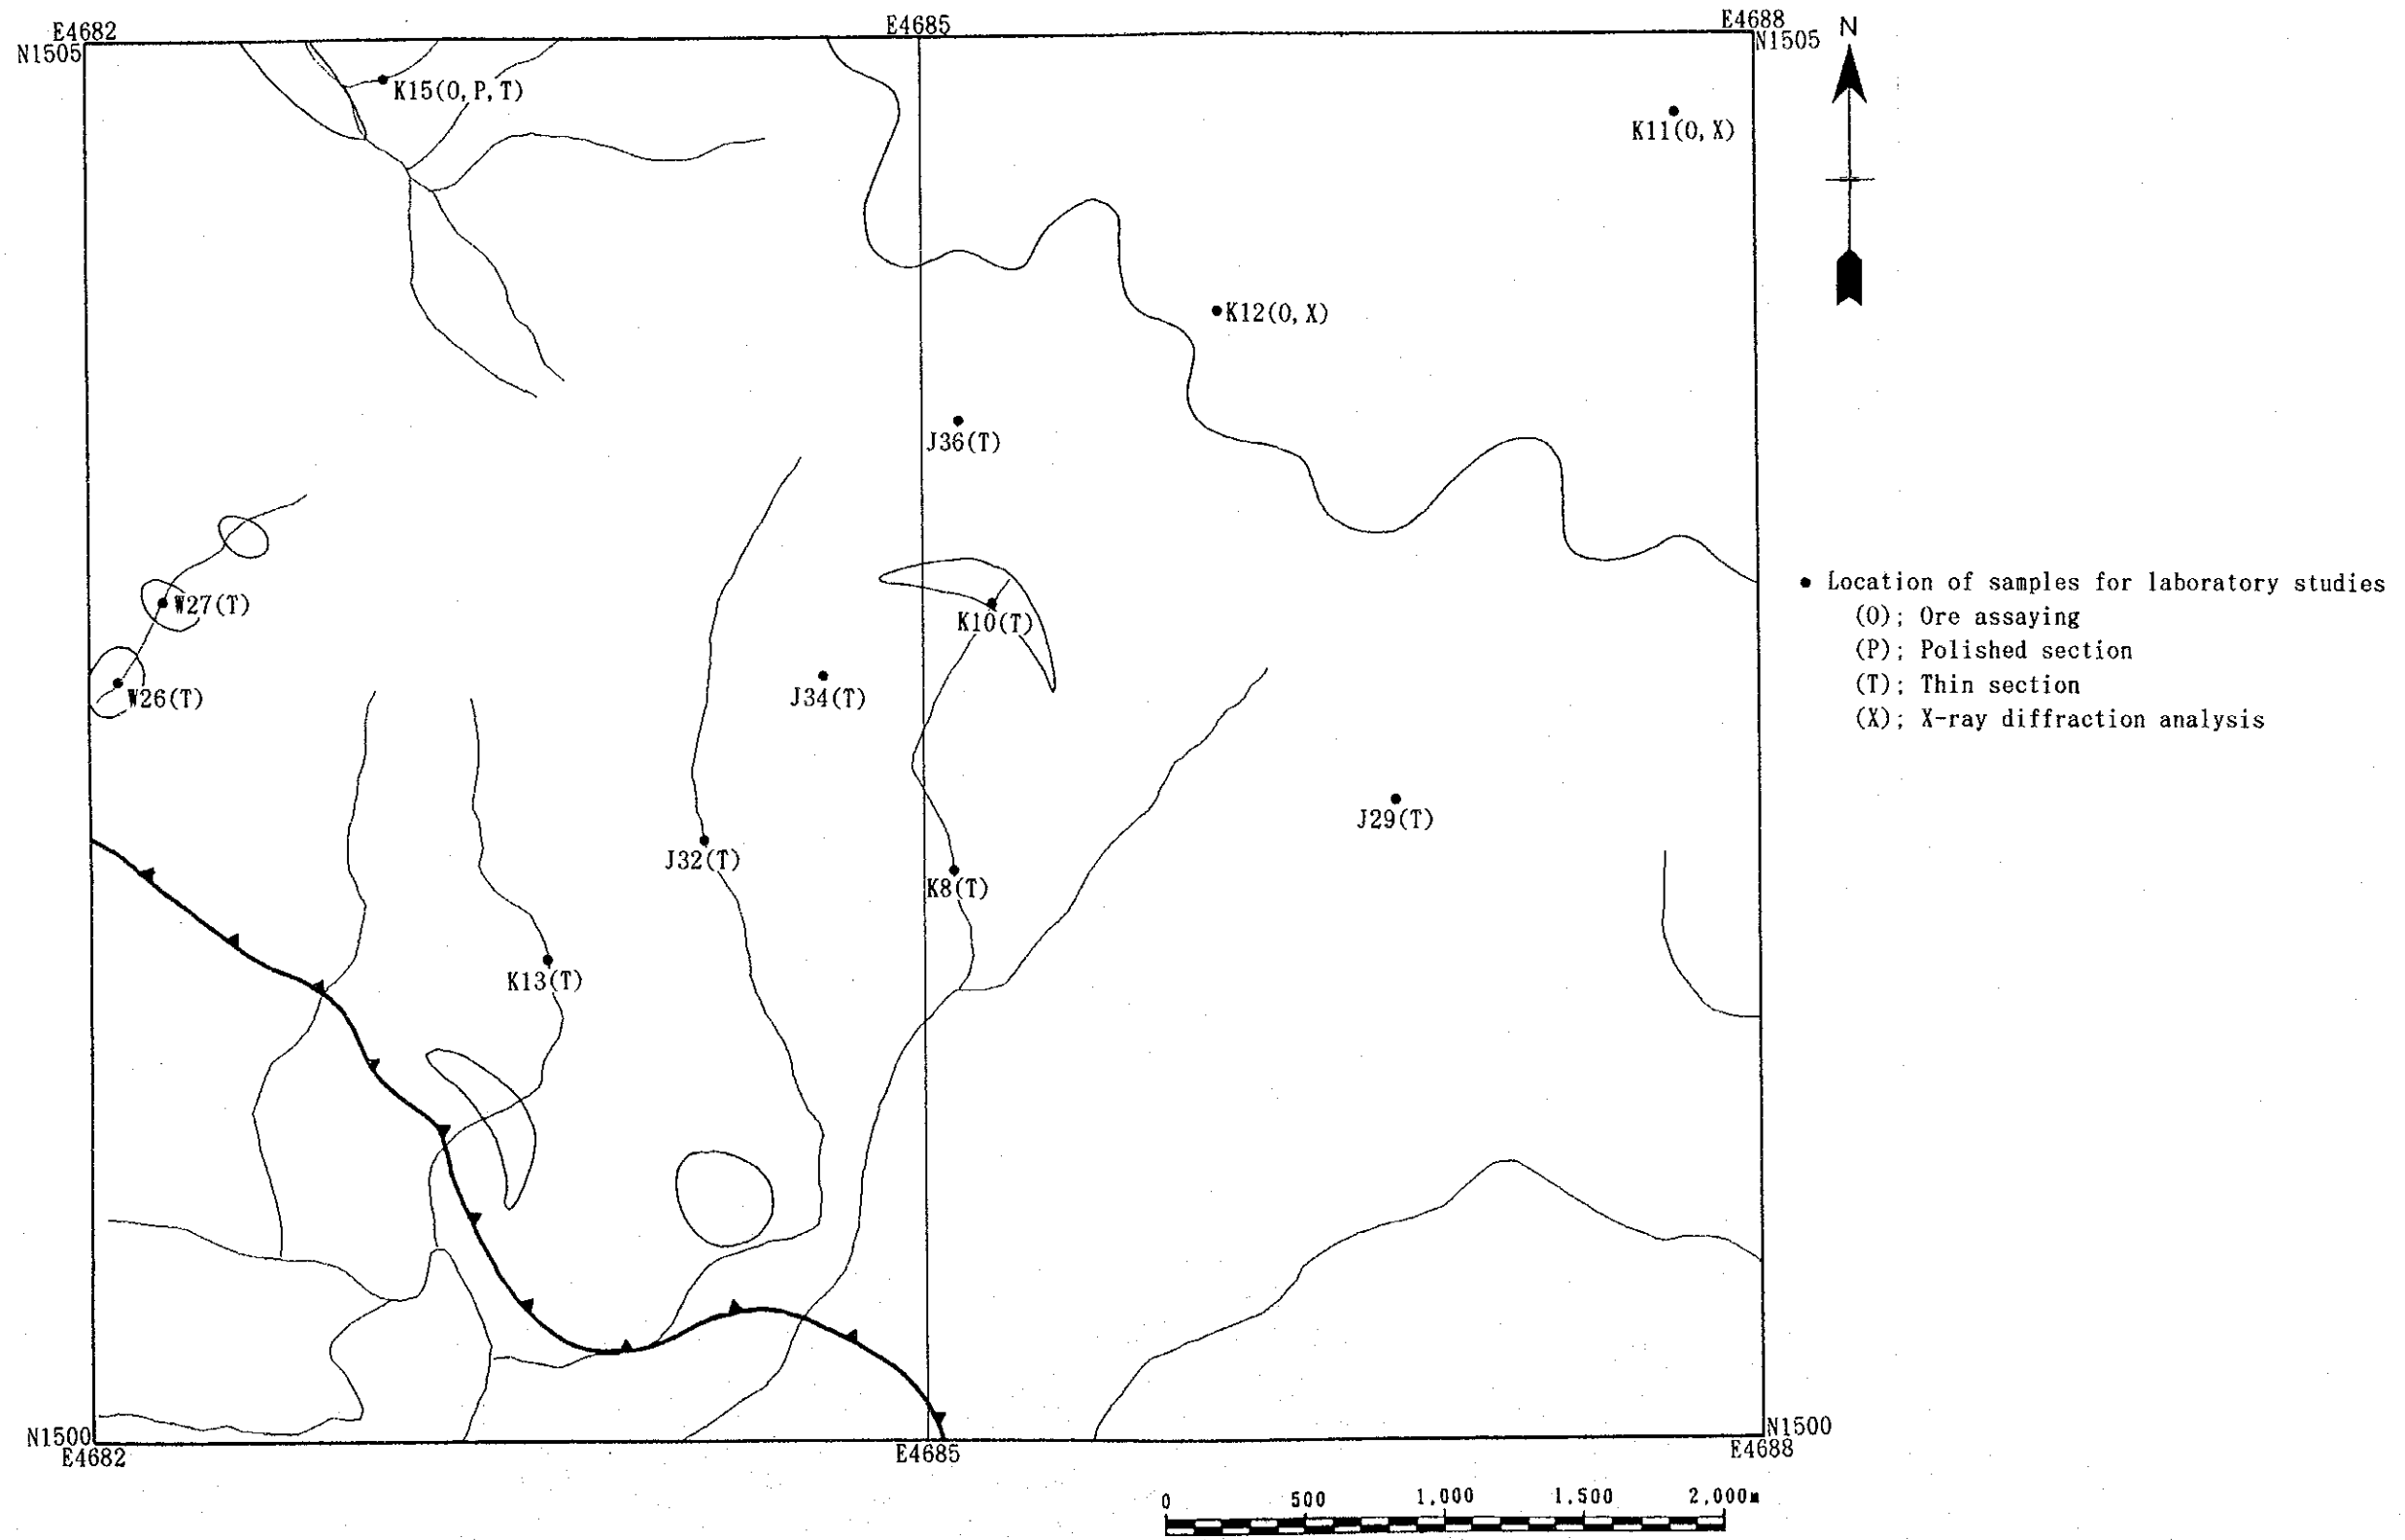 E4682
E4685
E4688
N1505
N1505
N
K15(O, P, T)
K11(O, X)
K12(O, X)
J36(T)
W27(T)
K10(T)
W26(T)
J34(T)
J29(T)
J32(T)
K8(T)
K13(T)
● Location of samples for laboratory studies
(O); Ore assaying
(P); Polished section
(T); Thin section
(X); X-ray diffraction analysis
N1500
N1500
E4682
E4685
E4688
0 500 1,000 1,500 2,000m